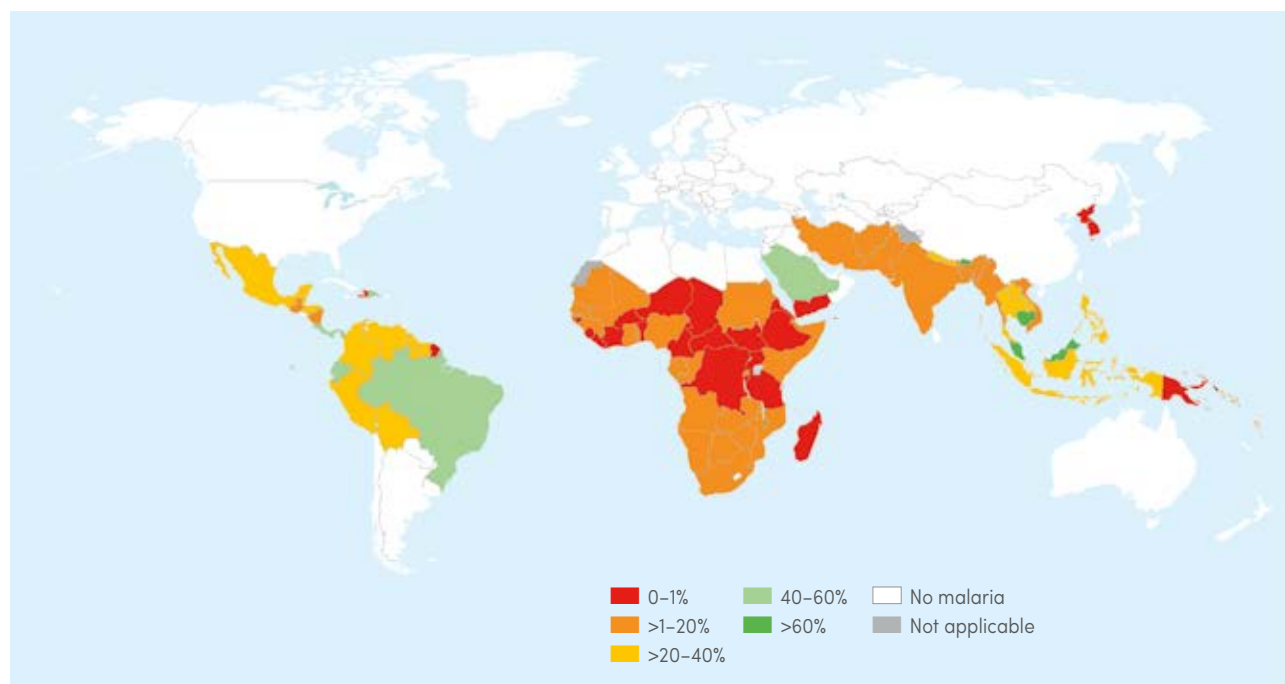 0–1%
>1–20%
>20–40%
40–60%
>60%
No malaria
Not applicable